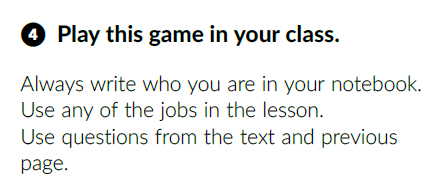 4 Play this game in your class.
Always write who you are in your notebook.
Use any of the jobs in the lesson.
Use questions from the text and previous
page.